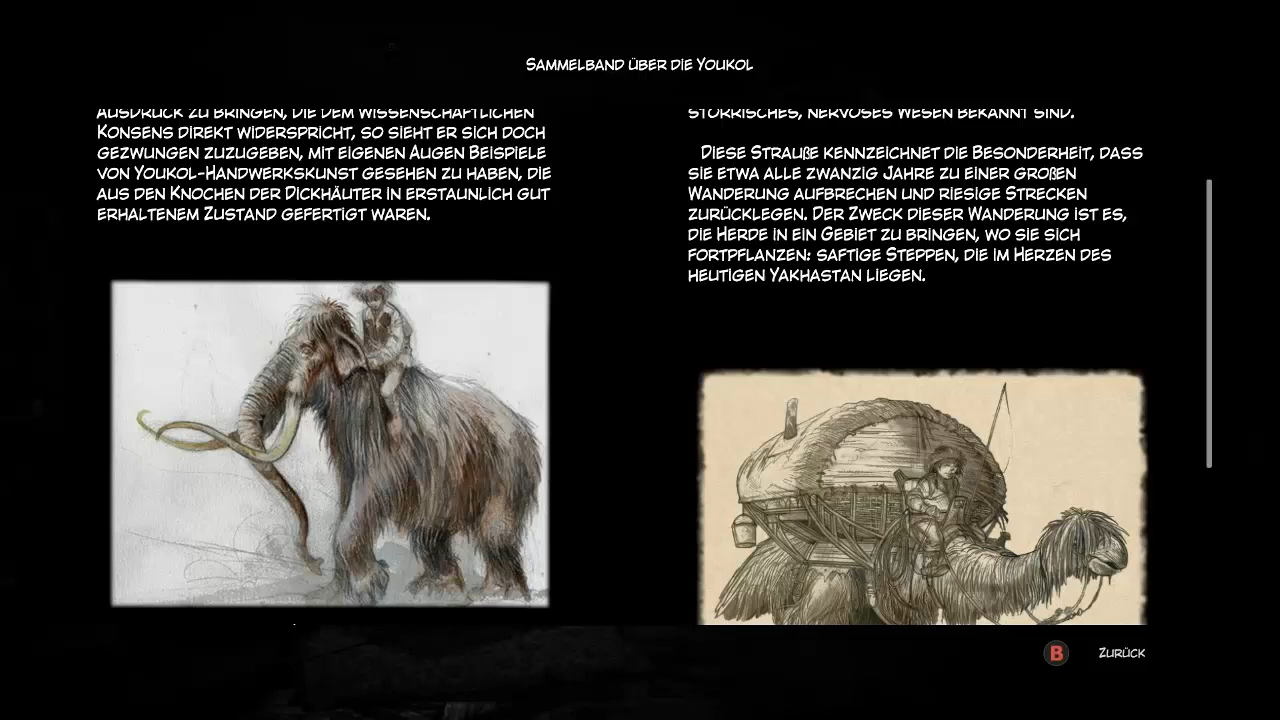 Sammelband über die Youkol
Ausdruck zu bringen, die dem wissenschaftlichen
Konsens direkt widerspricht, so sieht er sich doch
gezwungen zuzugeben, mit eigenen Augen Beispiele
von Youkol-Handwerkskunst gesehen zu haben, die
aus den Knochen der Dickhäuter in erstaunlich gut
erhaltenem Zustand gefertigt waren.
störrisches, nervöses Wesen bekannt sind.
Diese Strauße kennzeichnet die Besonderheit, dass
sie etwa alle zwanzig Jahre zu einer großen
Wanderung aufbrechen und riesige Strecken
zurücklegen. Der Zweck dieser Wanderung ist es,
die Herde in ein Gebiet zu bringen, wo sie sich
fortpflanzen: saftige Steppen, die im Herzen des
heutigen Yakhastan liegen.
B Zurück